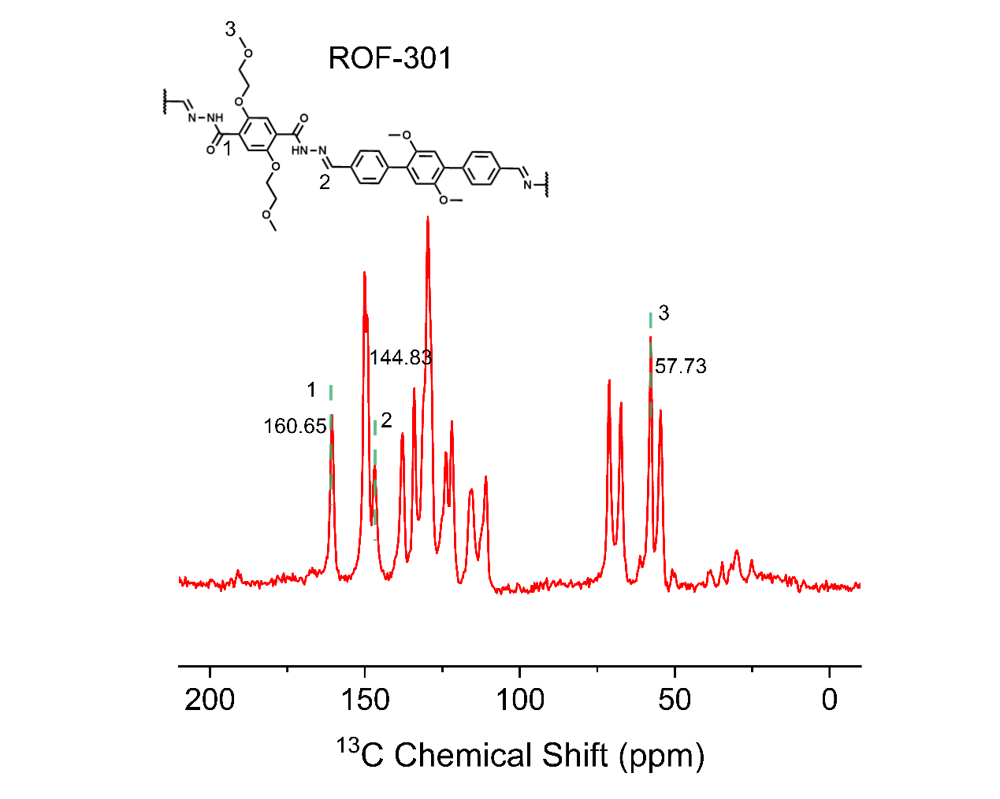 3
ROF-301
O
O
N
NH
O
O
1
HN
N
2
O
O
O
O
N
3
144.83
57.73
1
2
160.65
200
150
100
50
0
13C Chemical Shift (ppm)